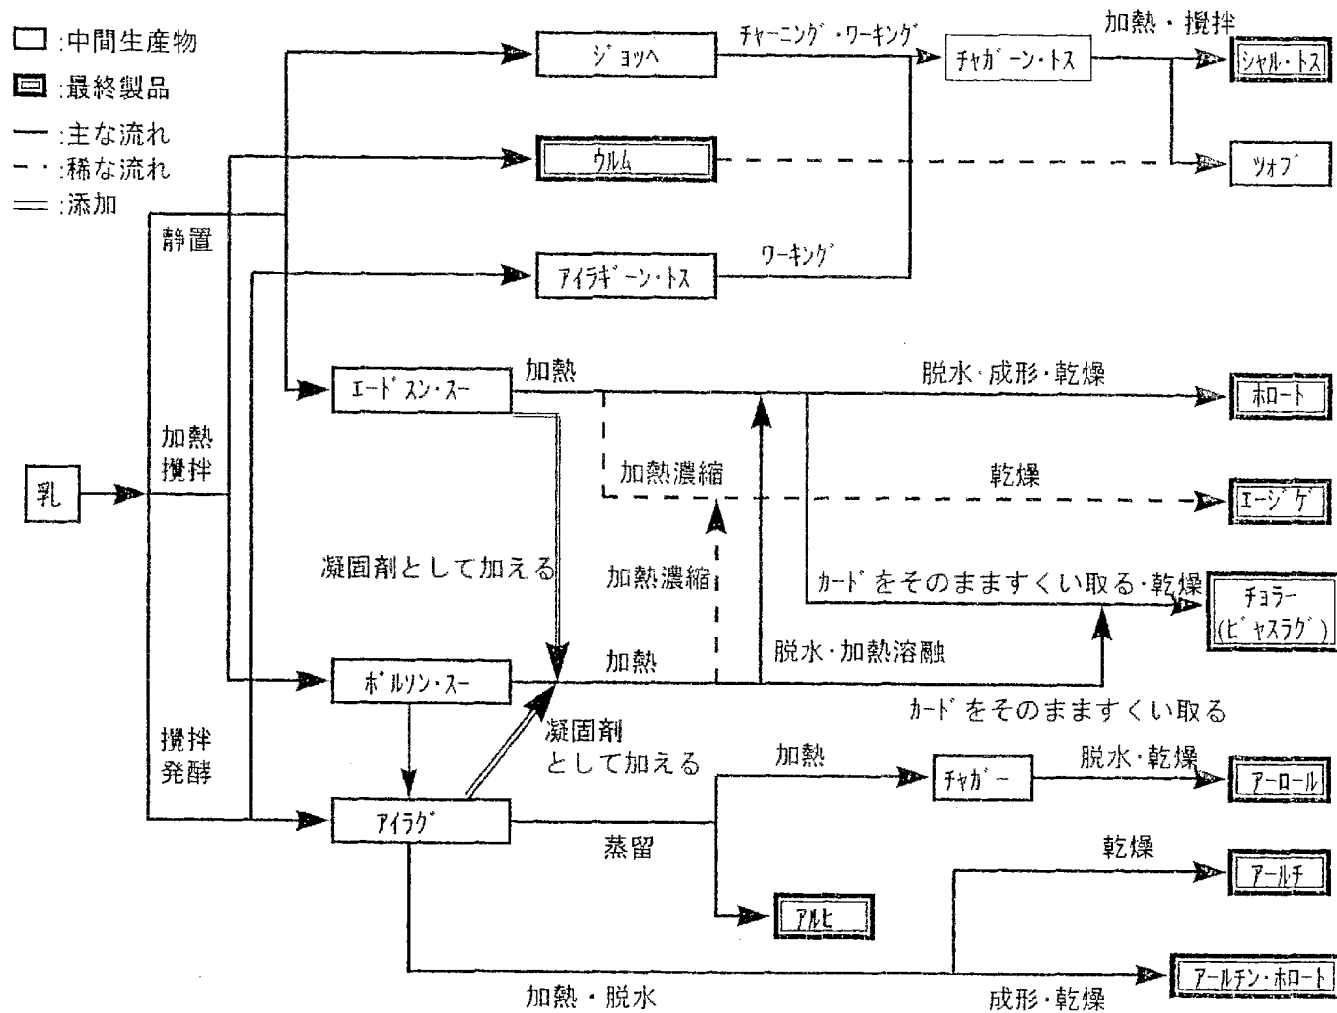 :中間生産物
:最終製品
:主な流れ
:稀な流れ
:添加
乳
静置
加熱
攪拌
攪拌
発酵
ジョッヘ
チャーニング・ワーキング
チャガーン・トス
加熱・攪拌
シャル・トス
ウルム
ツォブ
アイラギーン・トス
ワーキング
エードスン・スー
加熱
脱水・成形・乾燥
ホロート
加熱濃縮
乾燥
エージゲ
凝固剤として加える
加熱濃縮
カードをそのまますくい取る・乾燥
チョラー
(ビャスラグ)
ボルソン・スー
加熱
脱水・加熱溶融
カードをそのまますくい取る
凝固剤
として加える
アイラグ
蒸留
加熱
チャガー
脱水・乾燥
アーロール
アルヒ
乾燥
アールチ
加熱・脱水
成形・乾燥
アールチン・ホロート